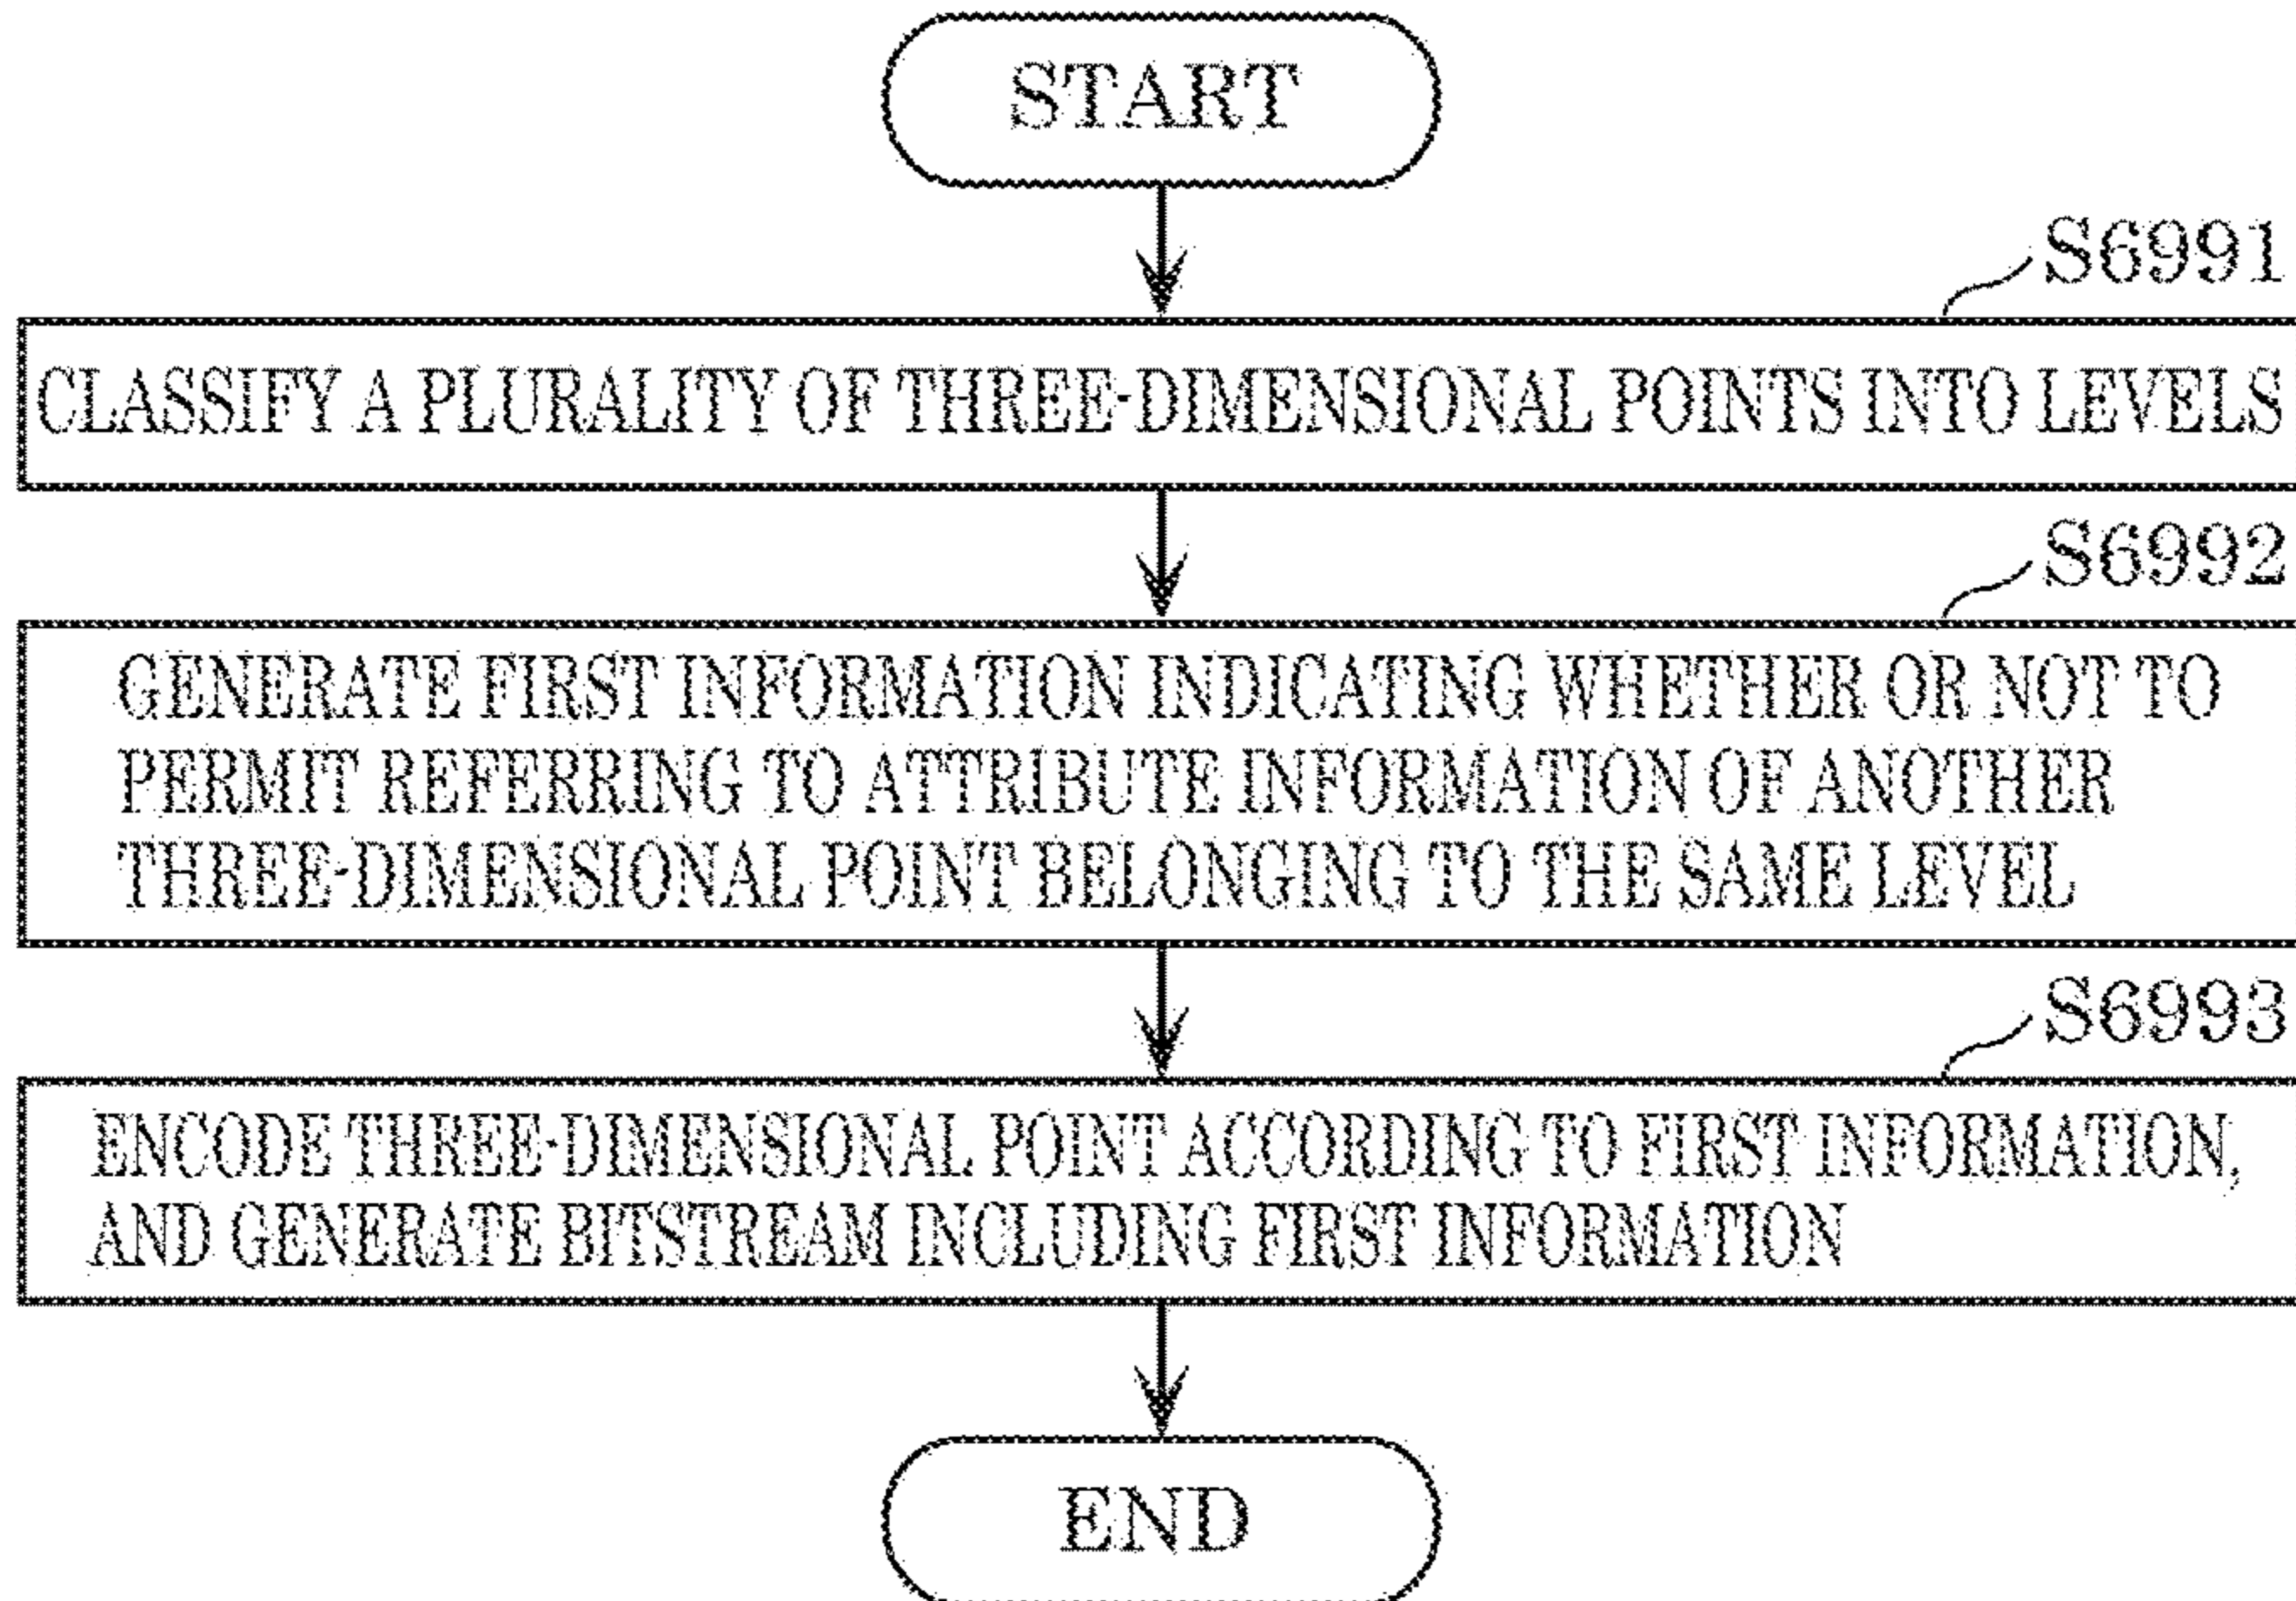 START
S6991
CLASSIFY A PLURALITY OF THREE-DIMENSIONAL POINTS INTO LEVELS
S6992
GENERATE FIRST INFORMATION INDICATING WHETHER OR NOT TO
PERMIT REFERRING TO ATTRIBUTE INFORMATION OF ANOTHER
THREE-DIMENSIONAL POINT BELONGING TO THE SAME LEVEL
S6993
ENCODE THREE-DIMENSIONAL POINT ACCORDING TO FIRST INFORMATION,
AND GENERATE BITSTREAM INCLUDING FIRST INFORMATION
END